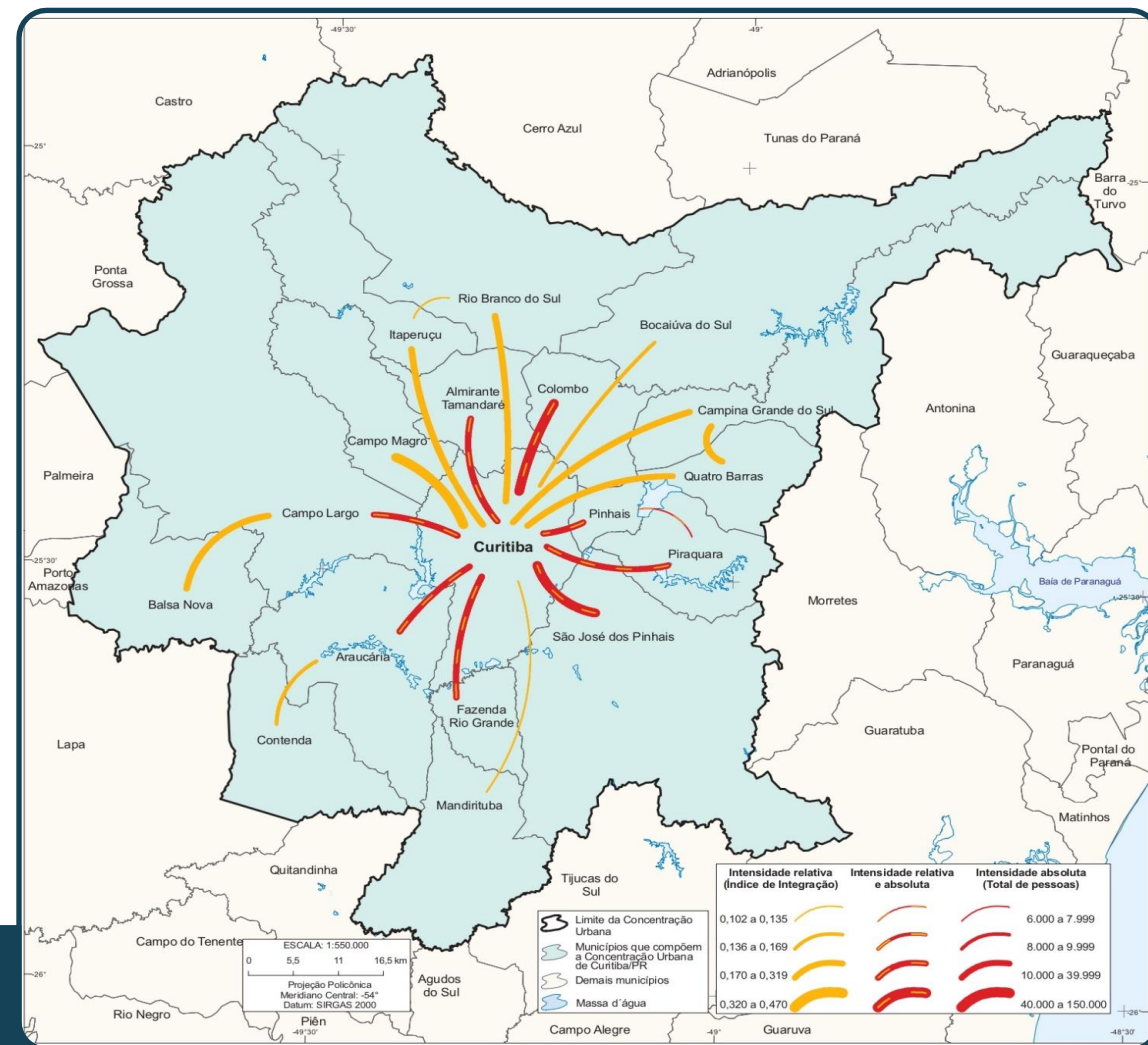 -49°30'
-49°
Adrianópolis
Castro
Cerro Azul
Tunas do Paraná
-25°
Barra
do
Turvo
-25°
Ponta
Grossa
Rio Branco do Sul
Bocaiúva do Sul
Itaperuçu
Guaraqueçaba
Almirante
Tamandaré
Colombo
Campina Grande do Sul
Antonina
Campo Magro
Palmeira
Quatro Barras
Campo Largo
Pinhais
Curitiba
Piraquara
-25°30'
Porto
Amazonas
Balsa Nova
Baía de Paranaguá
-25°30'
Morretes
São José dos Pinhais
Araucária
Paranaguá
Fazenda
Rio Grande
Guaratuba
Contenda
Lapa
Pontal do
Paraná
Mandirituba
Matinhos
Quitandinha
Tijucas do
Sul
Intensidade relativa
(Índice de Integração)
Intensidade relativa
e absoluta
Intensidade absoluta
(Total de pessoas)
0,102 a 0,135
6.000 a 7.999
0,136 a 0,169
8.000 a 9.999
0,170 a 0,319
10.000 a 39.999
0,320 a 0,470
40.000 a 150.000
Limite da Concentração
Urbana
Municípios que compõem
a Concentração Urbana
de Curitiba/PR
Demais municípios
Massa d´água
Campo do Tenente
ESCALA: 1:550.000
0 5,5 11 16,5 km
Projeção Policônica
Meridiano Central: -54°
Datum: SIRGAS 2000
-26°
Agudos
do Sul
Rio Negro
Piên
-49°30'
Campo Alegre
-49°
Guaruva
-26°
-48°30'